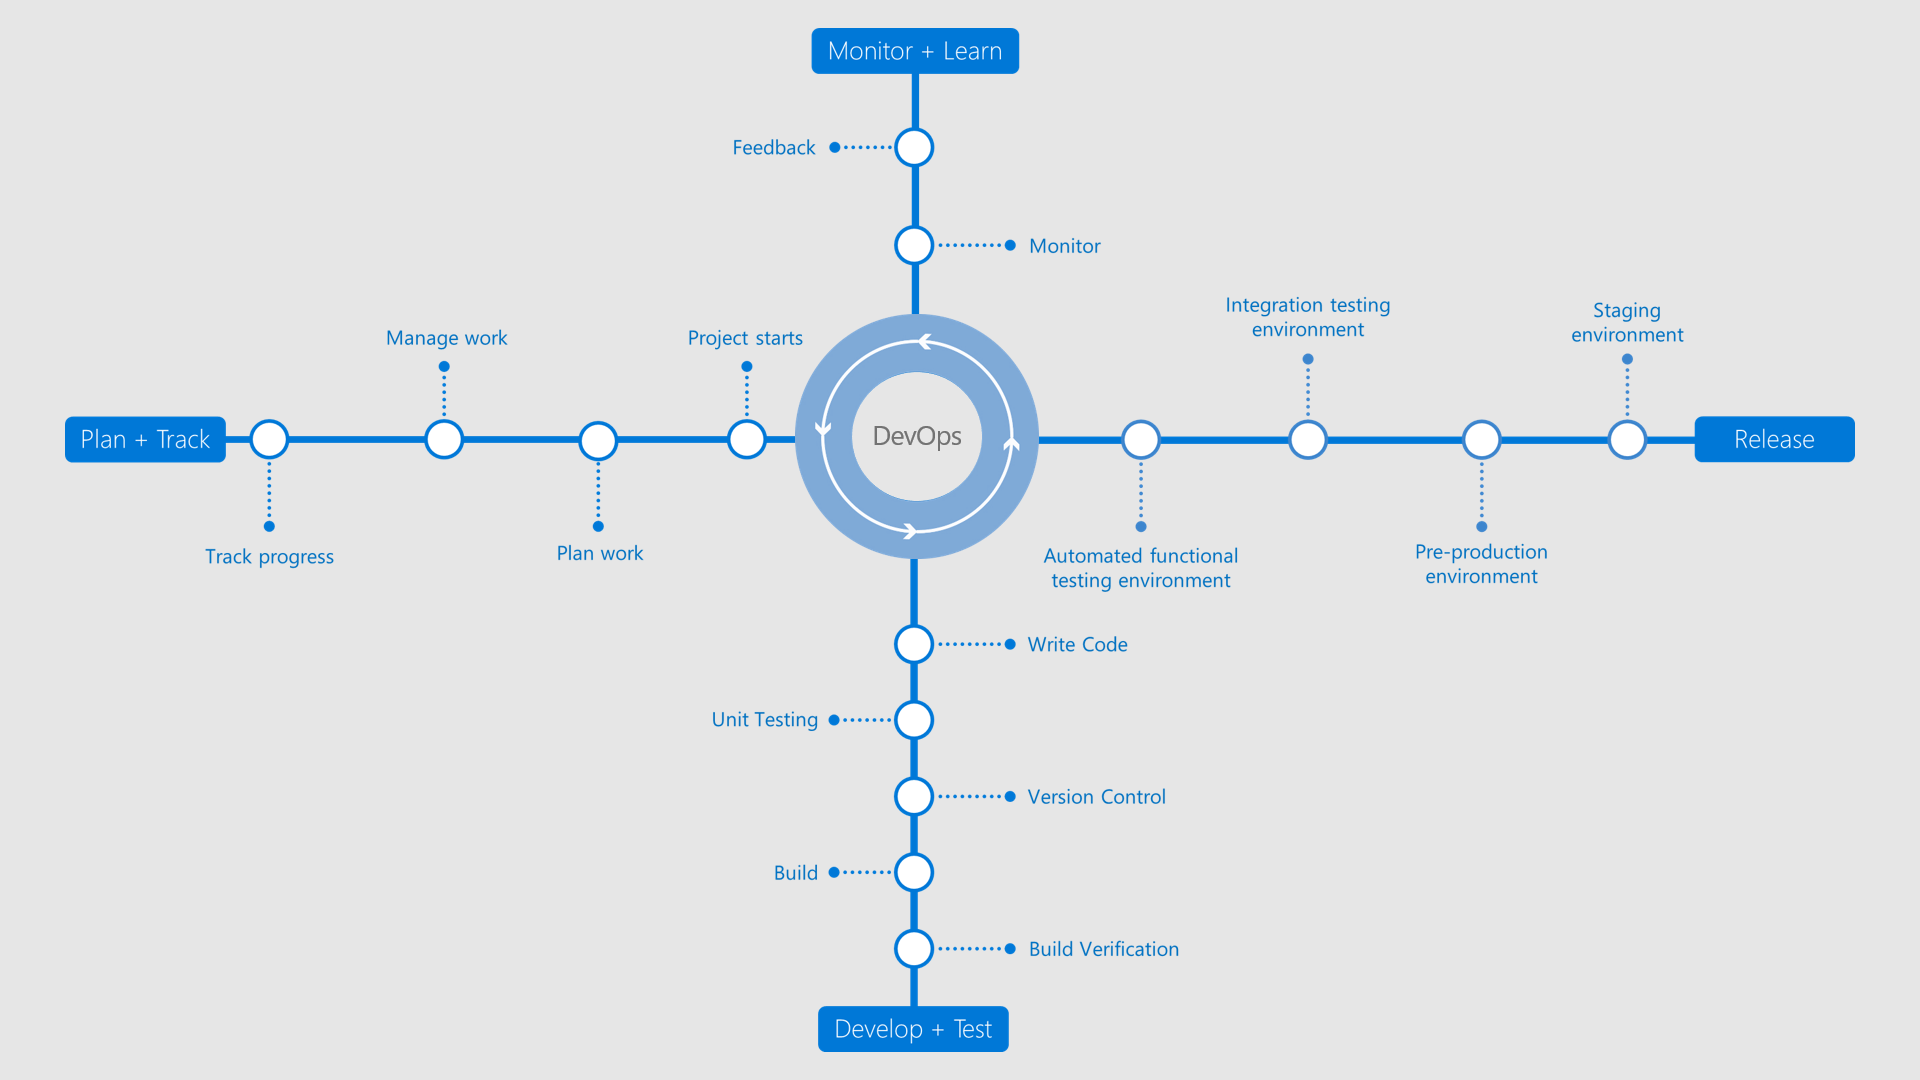 Monitor + Learn
Feedback
Monitor
Integration testing
environment
Staging
environment
Manage work
Project starts
Plan + Track
DevOps
Release
Track progress
Plan work
Automated functional
testing environment
Pre-production
environment
Write Code
Unit Testing
Version Control
Build
Build Verification
Develop + Test